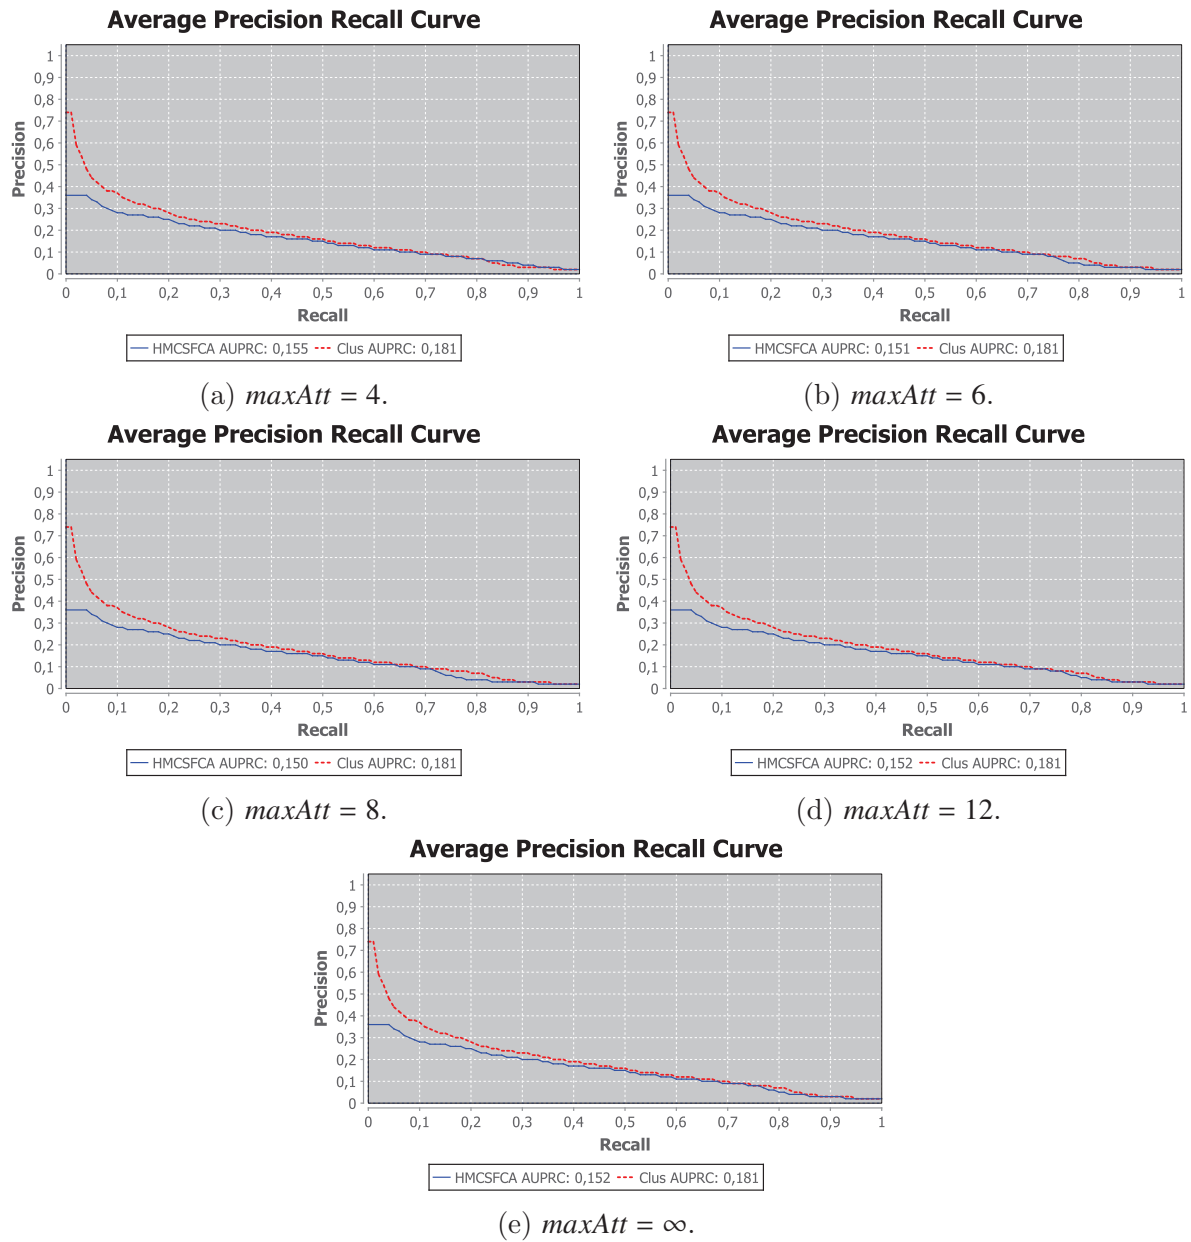 Average Precision Recall Curve
Precision
1
0,9
0,8
0,7
0,6
0,5
0,4
0,3
0,2
0,1
0
0 0,1 0,2 0,3 0,4 0,5 0,6 0,7 0,8 0,9 1
Recall
HMCSFCA AUPRC: 0,155 Clus AUPRC: 0,181
(a) maxAtt = 4.
Average Precision Recall Curve
Precision
1
0,9
0,8
0,7
0,6
0,5
0,4
0,3
0,2
0,1
0
0 0,1 0,2 0,3 0,4 0,5 0,6 0,7 0,8 0,9 1
Recall
HMCSFCA AUPRC: 0,151 Clus AUPRC: 0,181
(b) maxAtt = 6.
Average Precision Recall Curve
Precision
1
0,9
0,8
0,7
0,6
0,5
0,4
0,3
0,2
0,1
0
0 0,1 0,2 0,3 0,4 0,5 0,6 0,7 0,8 0,9 1
Recall
HMCSFCA AUPRC: 0,150 Clus AUPRC: 0,181
(c) maxAtt = 8.
Average Precision Recall Curve
Precision
1
0,9
0,8
0,7
0,6
0,5
0,4
0,3
0,2
0,1
0
0 0,1 0,2 0,3 0,4 0,5 0,6 0,7 0,8 0,9 1
Recall
HMCSFCA AUPRC: 0,152 Clus AUPRC: 0,181
(d) maxAtt = 12.
Average Precision Recall Curve
Precision
1
0,9
0,8
0,7
0,6
0,5
0,4
0,3
0,2
0,1
0
0 0,1 0,2 0,3 0,4 0,5 0,6 0,7 0,8 0,9 1
Recall
HMCSFCA AUPRC: 0,152 Clus AUPRC: 0,181
(e) maxAtt = ∞.